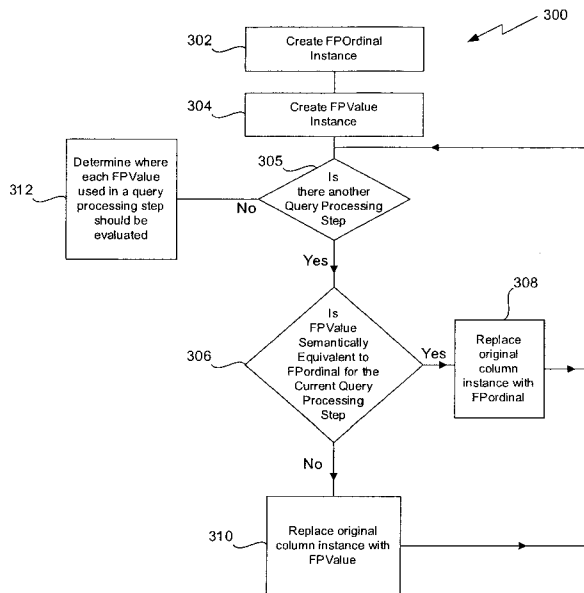 300
302
Create FPOrdinal
Instance
304
Create FPValue
Instance
305
Is
there another
Query Processing
Step
No
Yes
312
Determine where
each FPValue
used in a query
processing step
should be
evaluated
306
Is
FPValue
Semantically
Equivalent to
FPordinal for the
Current Query
Processing
Step
Yes
No
308
Replace
original
column
instance with
FPordinal
310
Replace original
column instance with
FPValue